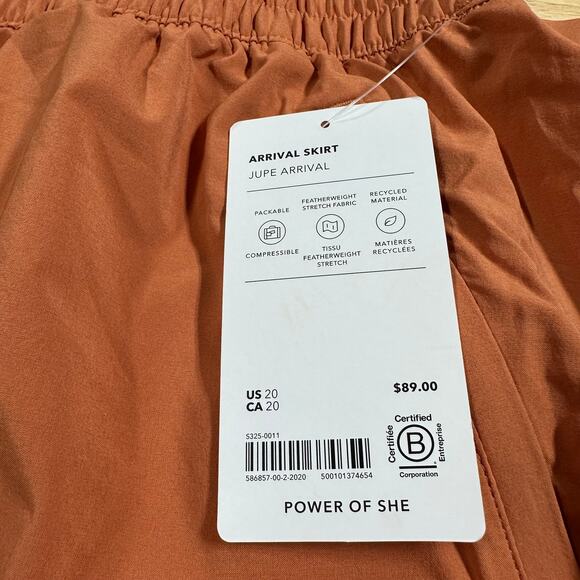 ARRIVAL SKIRT
JUPE ARRIVAL
PACKABLE
COMPRESSIBLE
FEATHERWEIGHT
STRETCH FABRIC
TISSU
FEATHERWEIGHT
STRETCH
RECYCLED
MATERIAL
MATIÈRES
RECYCLÉES
US 20
CA 20
$89.00
S325-0011
586857-00-2-2020 500101374654
Certified
Certifiée
B
Entreprise
Corporation
POWER OF SHE